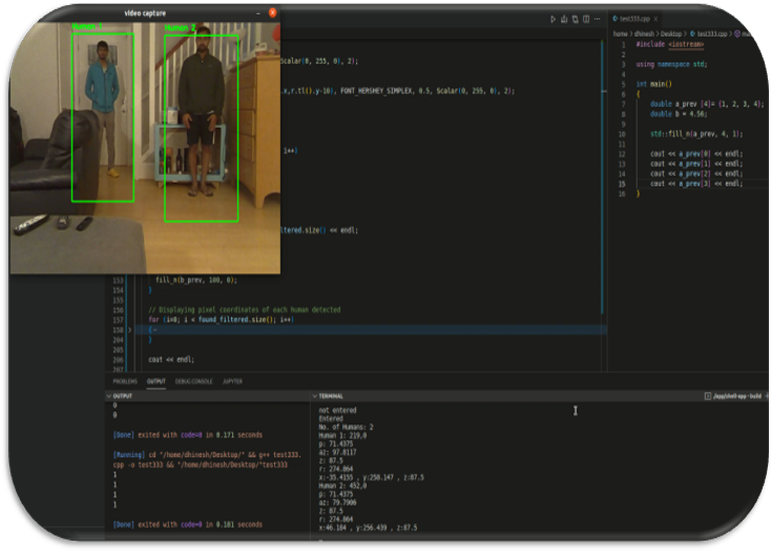 video capture
Human 1
Human 2
Scalar(0, 255, 0), 2);
.x,r.tl().y-10), FONT_HERSHEY_SIMPLEX, 0.5, Scalar(0, 255, 0), 2);
i++)
ltered.size() << endl;
153 fill_n(b_prev, 100, 0);
154 }
155
156 // Displaying pixel coordinates of each human detected
157 for (i=0; i < found_filtered.size(); i++)
158 {
204 }
205
206 cout << endl;
207
test333.cpp
home > dhinesh > Desktop > test333.cpp >
1 #include <iostream>
2
3 using namespace std;
4
5 int main()
6 {
7 double a_prev [4]= {1, 2, 3, 4};
8 double b = 4.56;
9
10 std::fill_n(a_prev, 4, 1);
11
12 cout << a_prev[0] << endl;
13 cout << a_prev[1] << endl;
14 cout << a_prev[2] << endl;
15 cout << a_prev[3] << endl;
16 }
PROBLEMS OUTPUT DEBUG CONSOLE JUPYTER
OUTPUT
0
0
[Done] exited with code=0 in 0.171 seconds
[Running] cd "/home/dhinesh/Desktop/" && g++ test333.
cpp -o test333 && "/home/dhinesh/Desktop/"test333
1
1
1
1
[Done] exited with code=0 in 0.181 seconds
TERMINAL
not entered
Entered
No. of Humans: 2
Human 1: 219,0
p: 71.4375
az: 97.8117
z: 87.5
r: 274.864
x:-35.4155 , y:258.147 , z:87.5
Human 2: 452,0
p: 71.4375
az: 79.7906
z: 87.5
r: 274.864
x:46.184 , y:256.439 , z:87.5